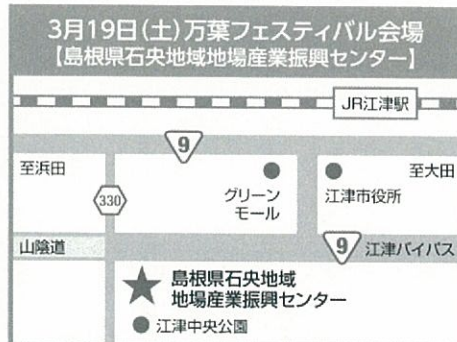 3月19日(土)万葉フェスティバル会場
【島根県石央地域地場産業振興センター】
JR江津駅
9
至浜田
至大田
グリーン
モール
江津市役所
330
山陰道
9
江津バイパス
島根県石央地域
地場産業振興センター
江津中央公園